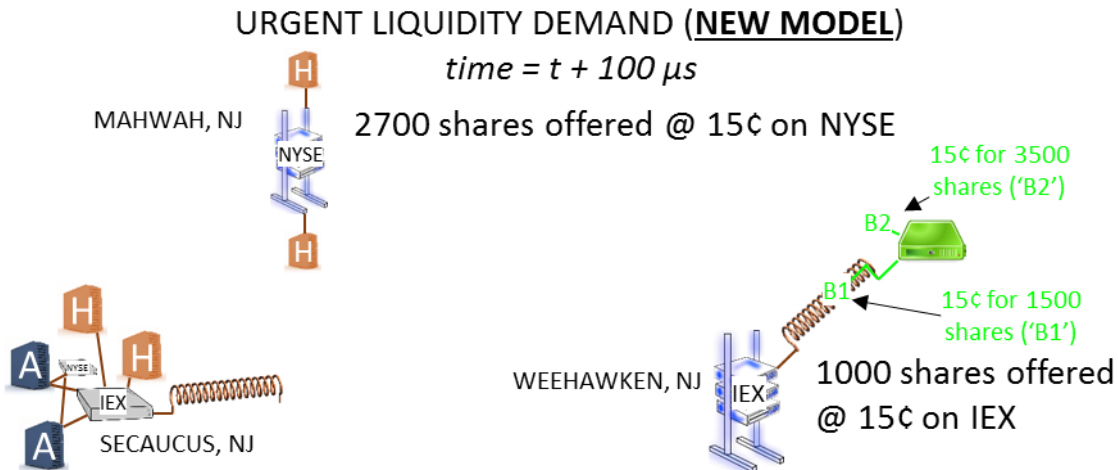 URGENT LIQUIDITY DEMAND (NEW MODEL)
time = t + 100 µs
H
MAHWAH, NJ
2700 shares offered @ 15¢ on NYSE
NYSE
H
15¢ for 3500
shares (‘B2’)
B2
B1
15¢ for 1500
shares (‘B1’)
H
H
A
NYSE
IEX
A
SECAUCUS, NJ
WEEHAWKEN, NJ
IEX
1000 shares offered
@ 15¢ on IEX